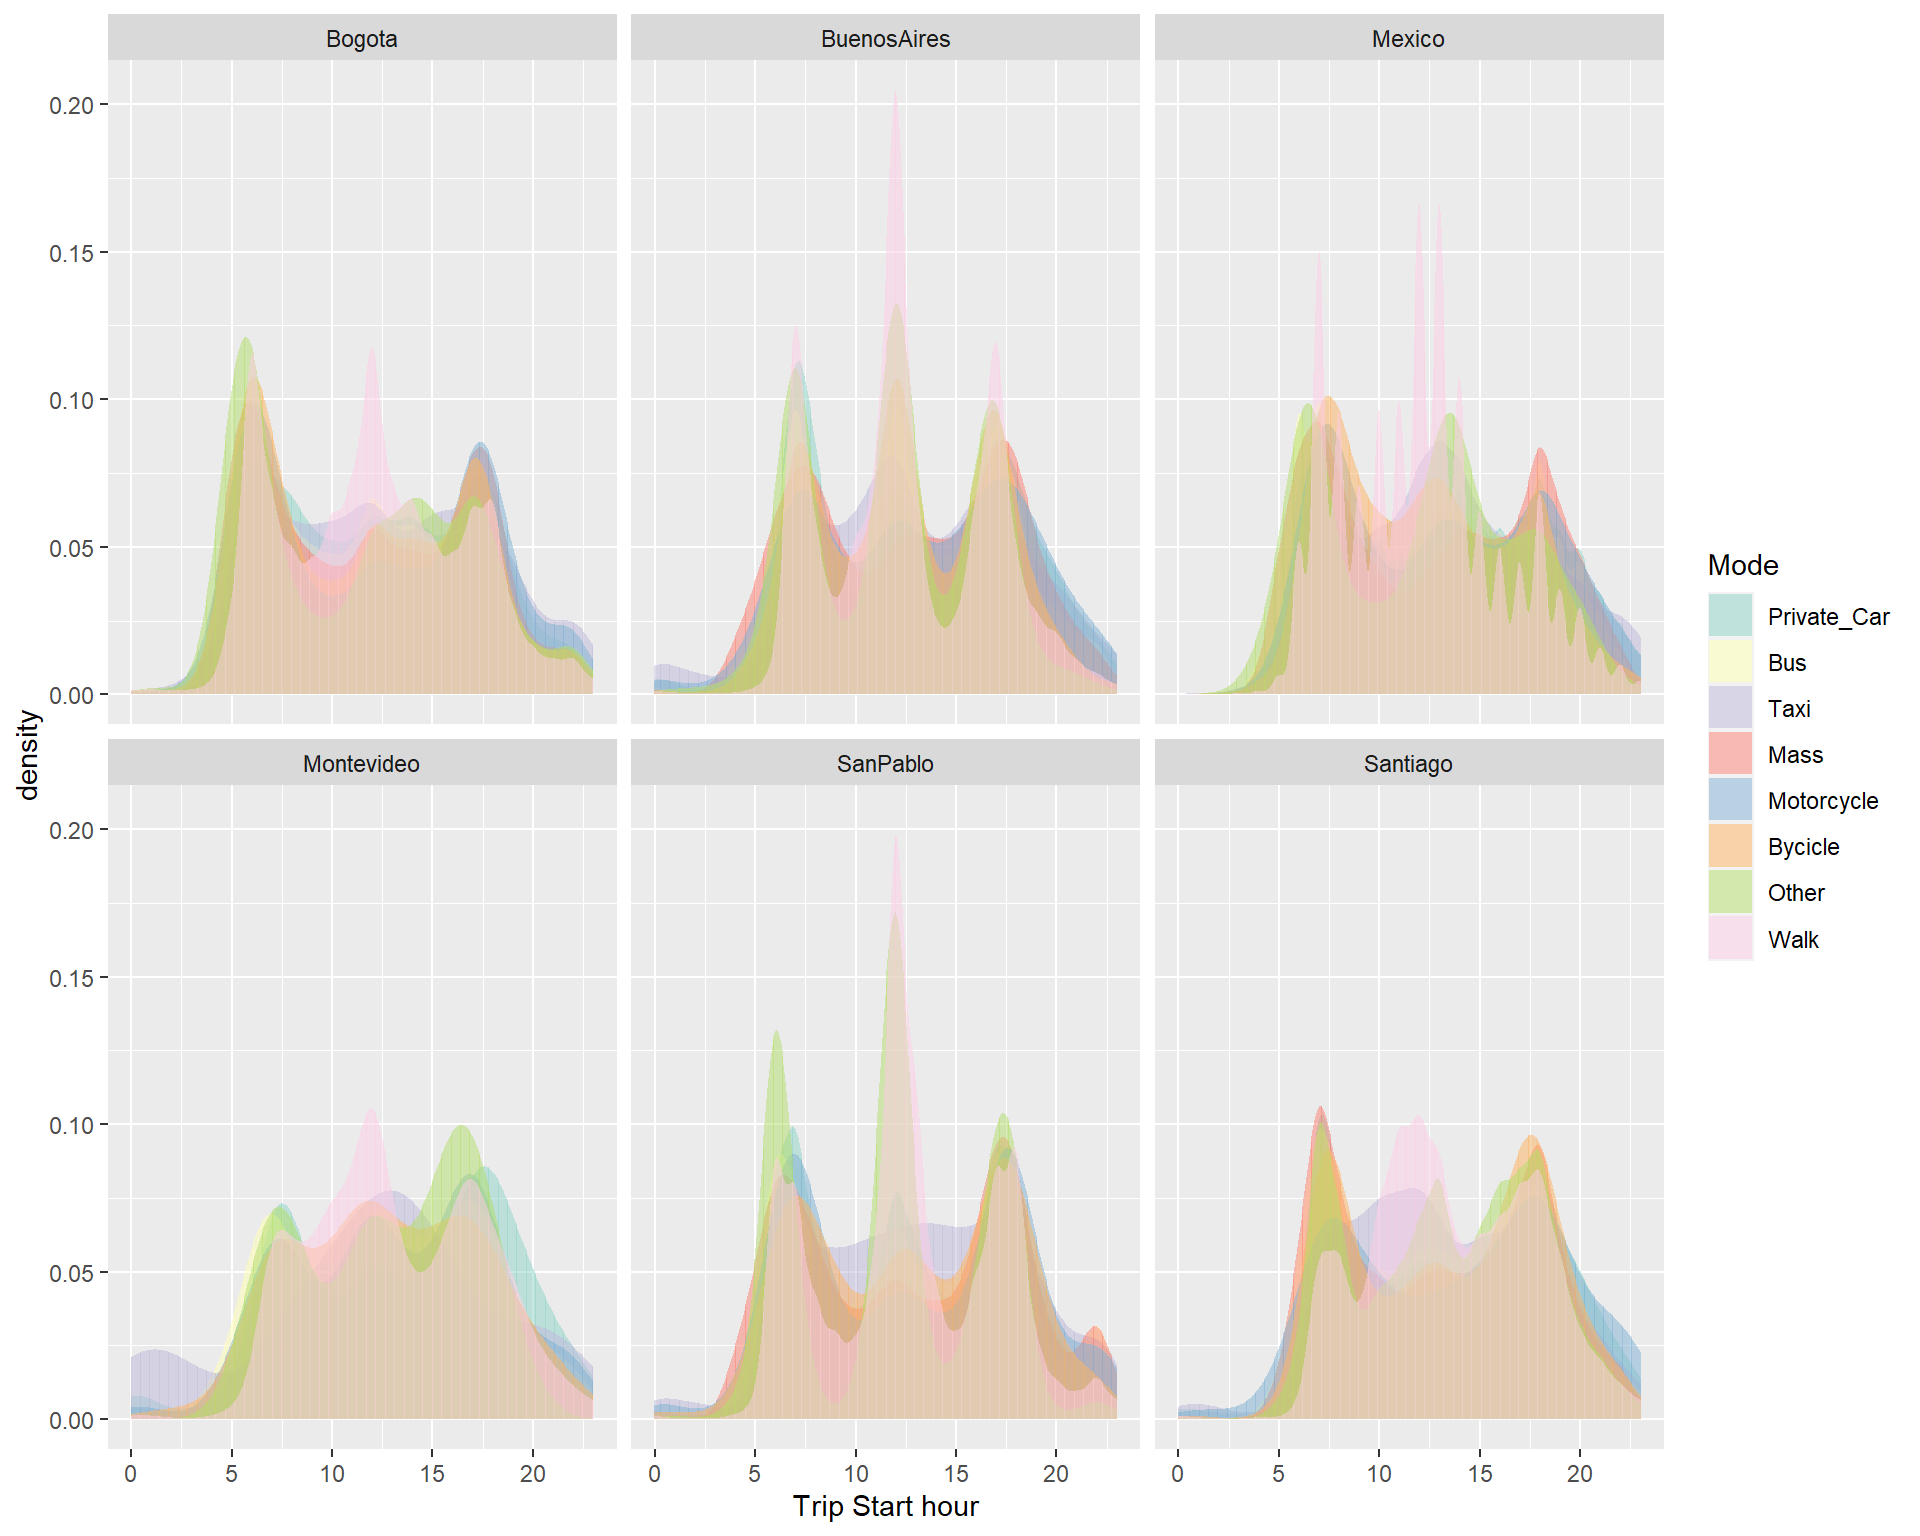 Bogota
BuenosAires
Mexico
0.20
0.15
0.10
0.05
0.00
Montevideo
SanPablo
Santiago
0.20
0.15
0.10
0.05
0.00
density
0 5 10 15 20
0 5 10 15 20
0 5 10 15 20
Trip Start hour
Mode
Private_Car
Bus
Taxi
Mass
Motorcycle
Bycicle
Other
Walk